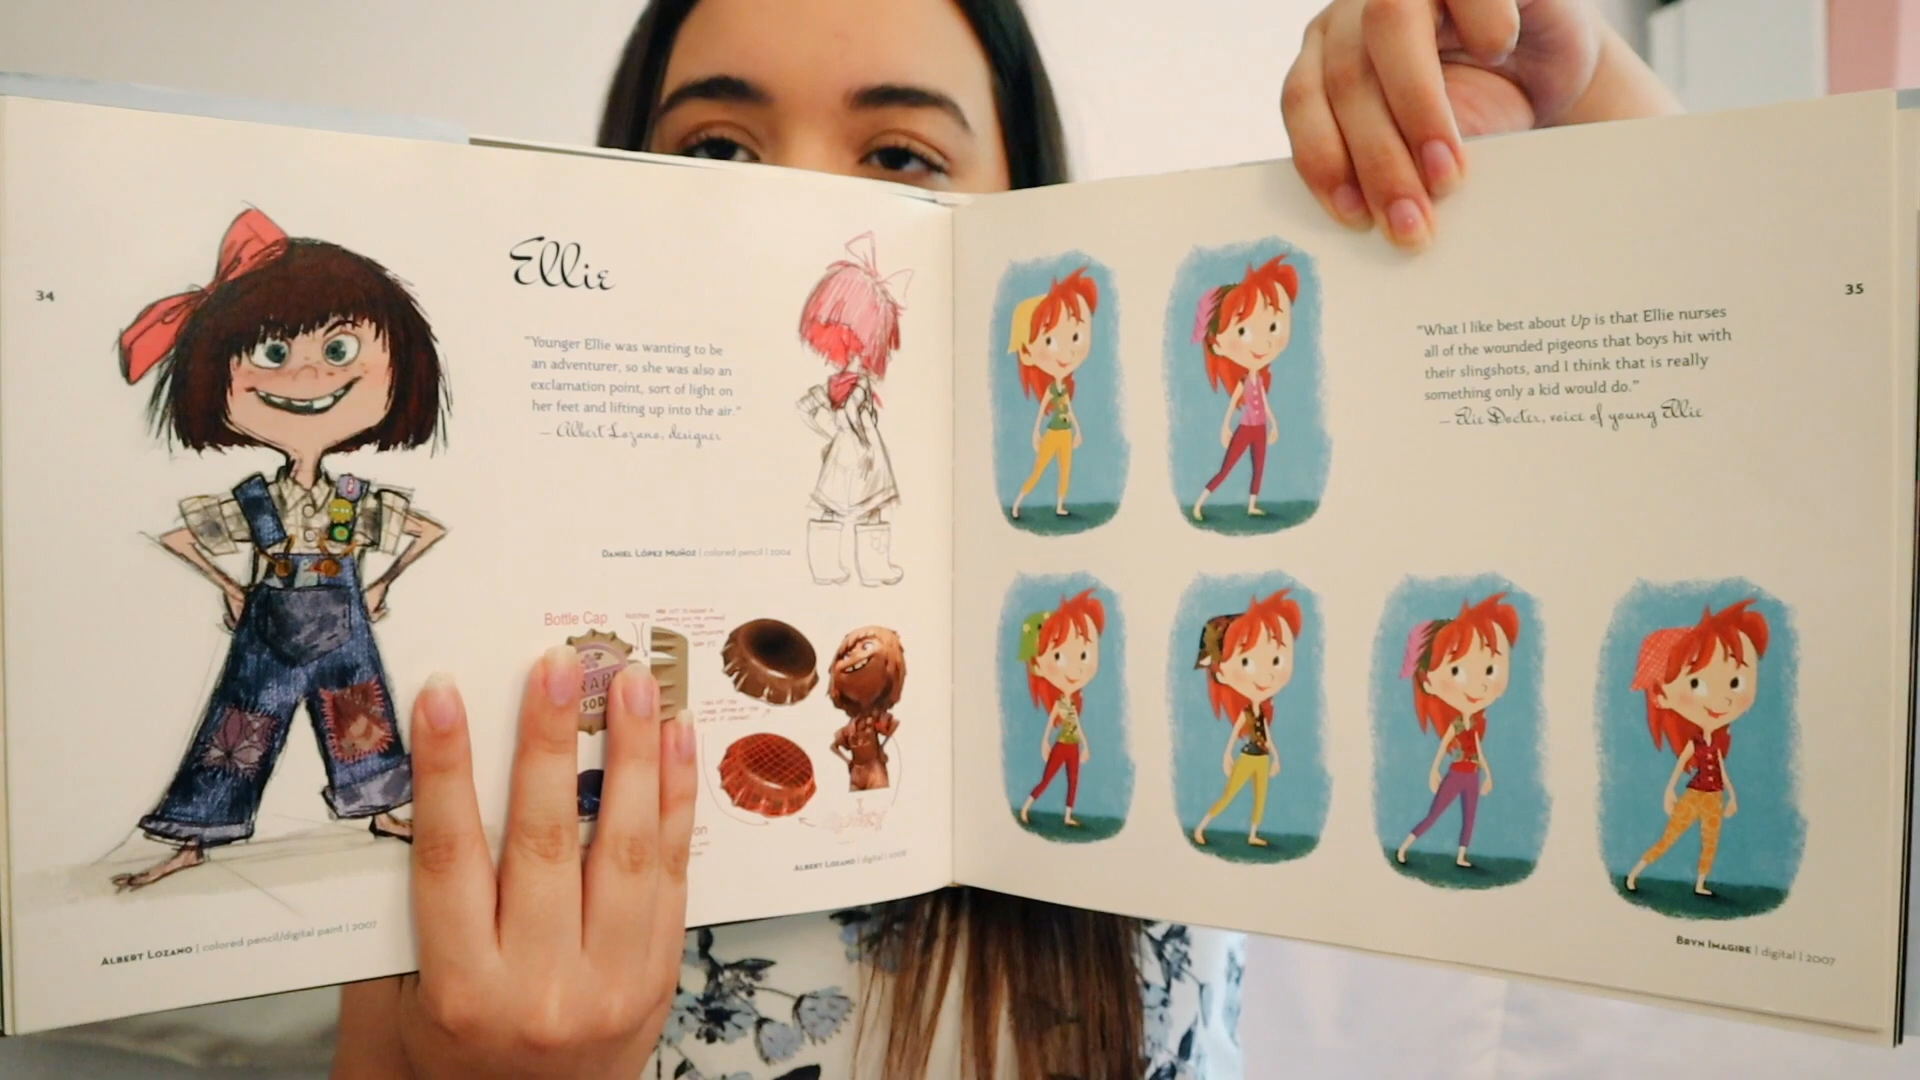 34
Ellie
"Younger Ellie was wanting to be
an adventurer, so she was also an
exclamation point, sort of light on
her feet and lifting up into the air."
— Albert Lozano, designer
DANIEL LÓPEZ MUÑOZ | colored pencil | 2004
Bottle Cap
SOD
ALBERT LOZANO | digital | 2008
ALBERT LOZANO | colored pencil/digital paint | 2007
35
"What I like best about Up is that Ellie nurses
all of the wounded pigeons that boys hit with
their slingshots, and I think that is really
something only a kid would do."
— Elie Docter, voice of young Ellie
BRYN IMAGIRE | digital | 2007